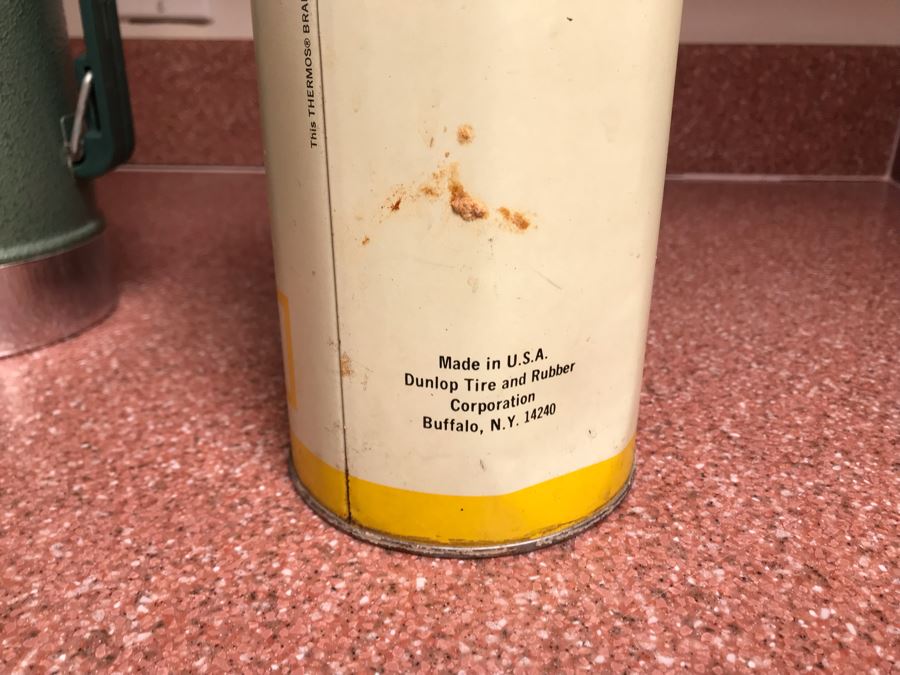 This THERMOS® BRA
Made in U.S.A.
Dunlop Tire and Rubber
Corporation
Buffalo, N.Y. 14240